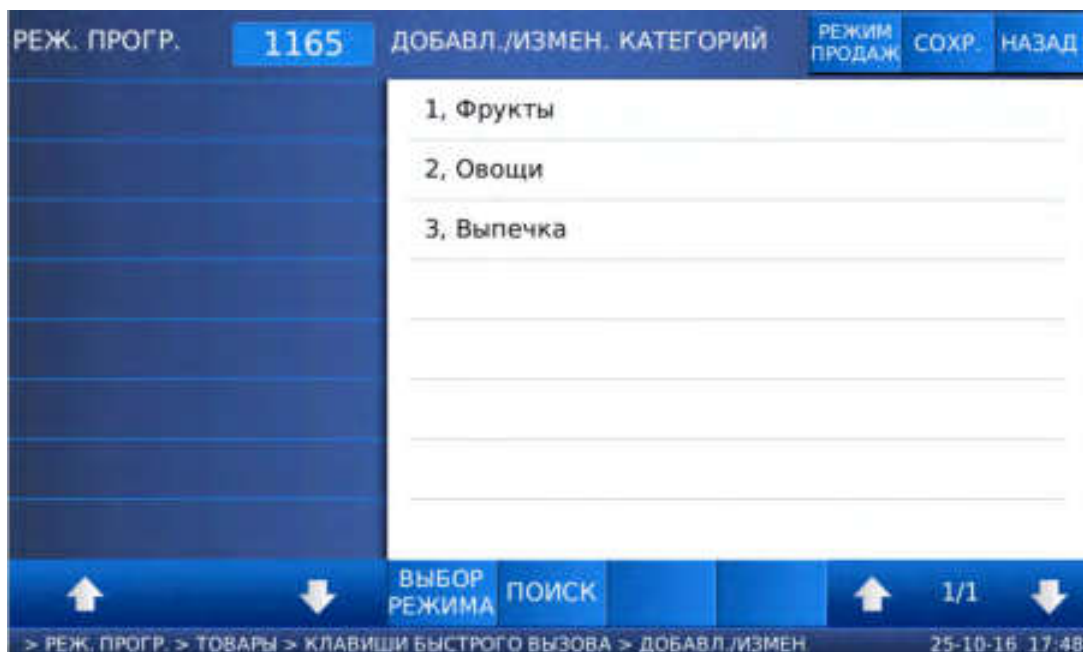 РЕЖ. ПРОГР. 1165 ДОБАВЛ./ИЗМЕН. КАТЕГОРИЙ РЕЖИМ ПРОДАЖ СОХР. НАЗАД
1, Фрукты
2, Овощи
3, Выпечка
ВЫБОР РЕЖИМА ПОИСК 1/1
> РЕЖ. ПРОГР. > ТОВАРЫ > КЛАВИШИ БЫСТРОГО ВЫЗОВА > ДОБАВЛ./ИЗМЕН 25-10-16 17:48